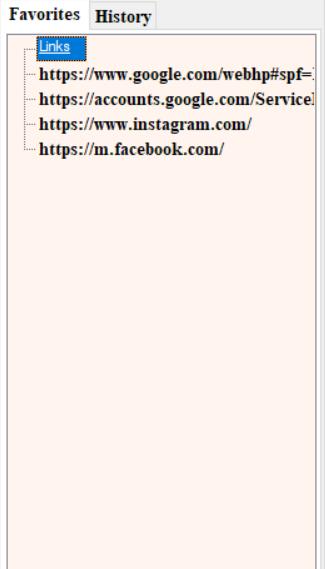 Favorites History
Links
https://www.google.com/webhp#spf=
https://accounts.google.com/Service
https://www.instagram.com/
https://m.facebook.com/